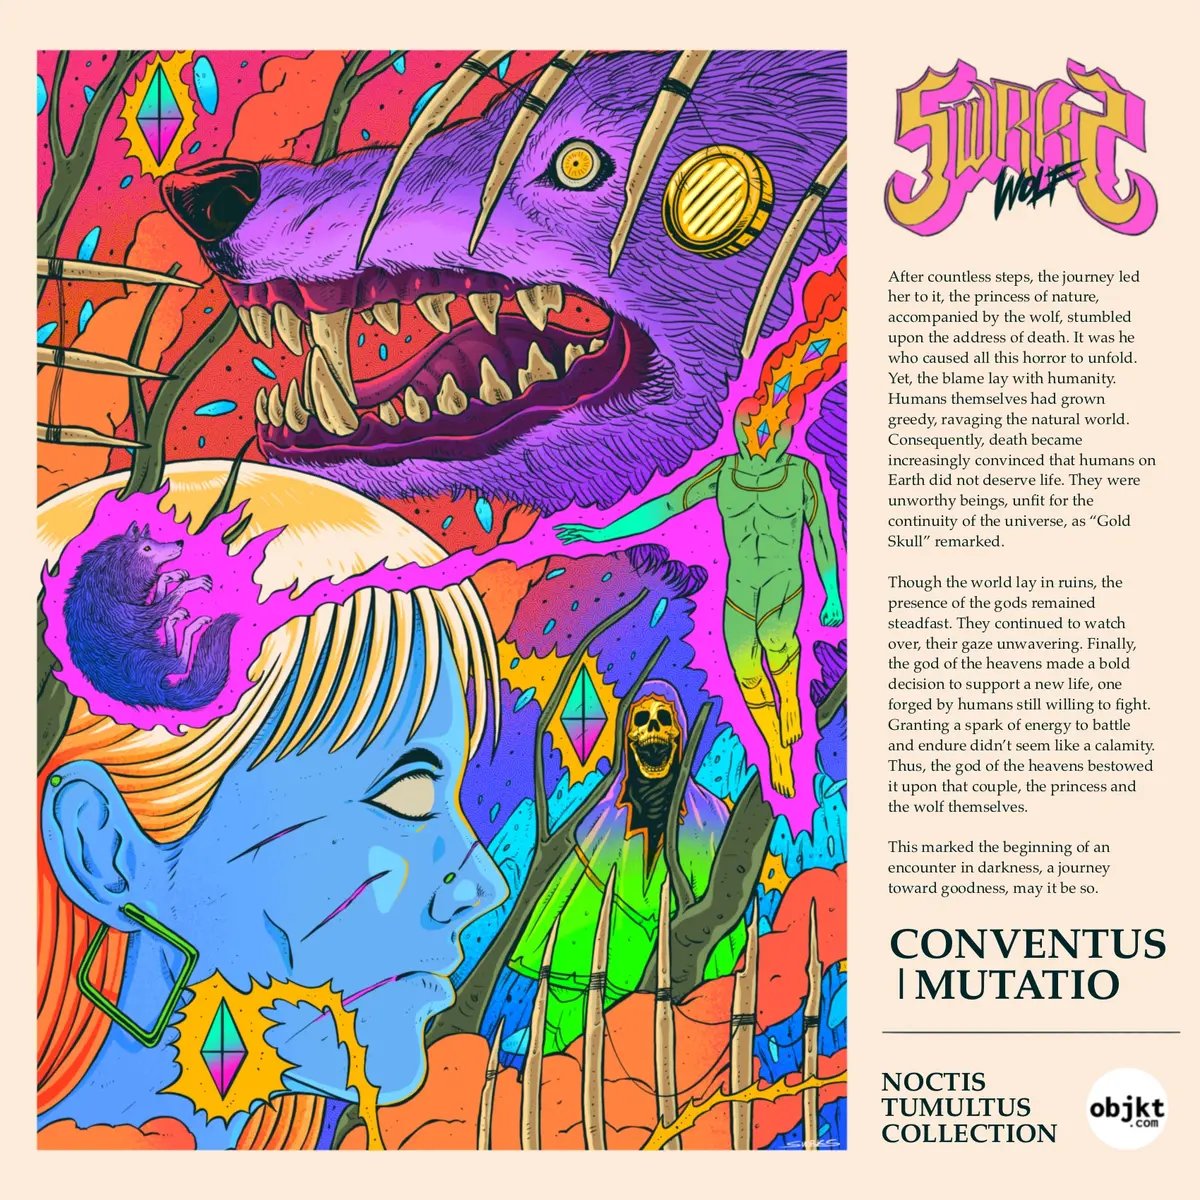 SWRKS
WOLF
After countless steps, the journey led
her to it, the princess of nature,
accompanied by the wolf, stumbled
upon the address of death. It was he
who caused all this horror to unfold.
Yet, the blame lay with humanity.
Humans themselves had grown
greedy, ravaging the natural world.
Consequently, death became
increasingly convinced that humans on
Earth did not deserve life. They were
unworthy beings, unfit for the
continuity of the universe, as “Gold
Skull” remarked.
Though the world lay in ruins, the
presence of the gods remained
steadfast. They continued to watch
over, their gaze unwavering. Finally,
the god of the heavens made a bold
decision to support a new life, one
forged by humans still willing to fight.
Granting a spark of energy to battle
and endure didn’t seem like a calamity.
Thus, the god of the heavens bestowed
it upon that couple, the princess and
the wolf themselves.
This marked the beginning of an
encounter in darkness, a journey
toward goodness, may it be so.
CONVENTUS
| MUTATIO
NOCTIS
TUMULTUS
COLLECTION
objkt
.com
SWRKS